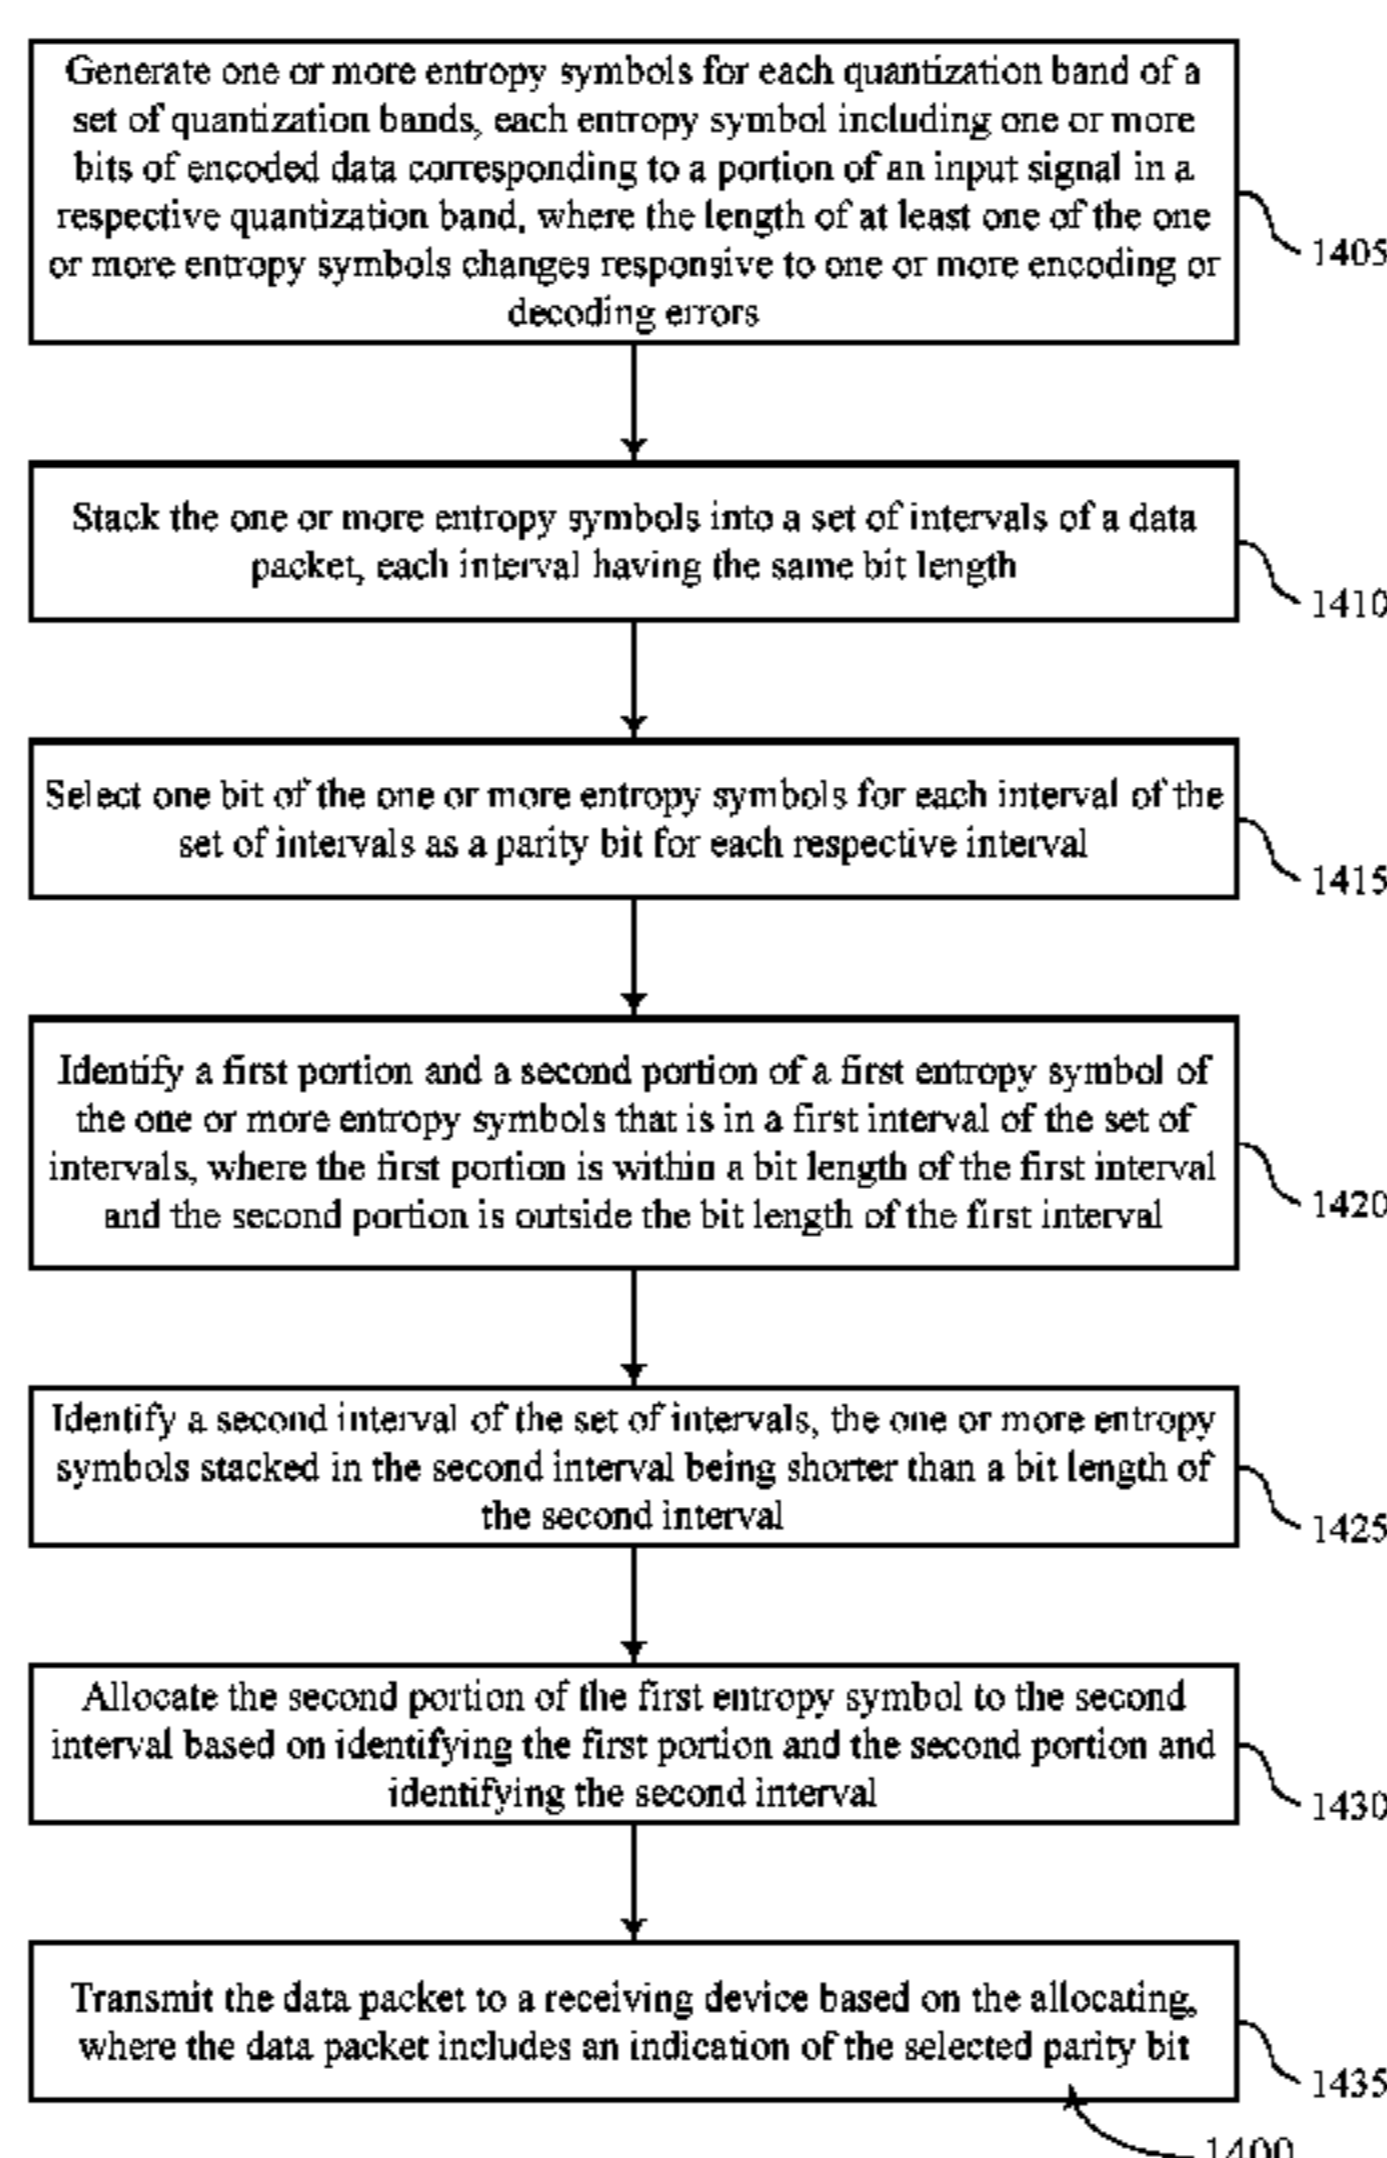 Generate one or more entropy symbols for each quantization band of a
set of quantization bands, each entropy symbol including one or more
bits of encoded data corresponding to a portion of an input signal in a
respective quantization band, where the length of at least one of the one
or more entropy symbols changes responsive to one or more encoding or
decoding errors
1405
Stack the one or more entropy symbols into a set of intervals of a data
packet, each interval having the same bit length
1410
Select one bit of the one or more entropy symbols for each interval of the
set of intervals as a parity bit for each respective interval
1415
Identify a first portion and a second portion of a first entropy symbol of
the one or more entropy symbols that is in a first interval of the set of
intervals, where the first portion is within a bit length of the first interval
and the second portion is outside the bit length of the first interval
1420
Identify a second interval of the set of intervals, the one or more entropy
symbols stacked in the second interval being shorter than a bit length of
the second interval
1425
Allocate the second portion of the first entropy symbol to the second
interval based on identifying the first portion and the second portion and
identifying the second interval
1430
Transmit the data packet to a receiving device based on the allocating,
where the data packet includes an indication of the selected parity bit
1435
1400